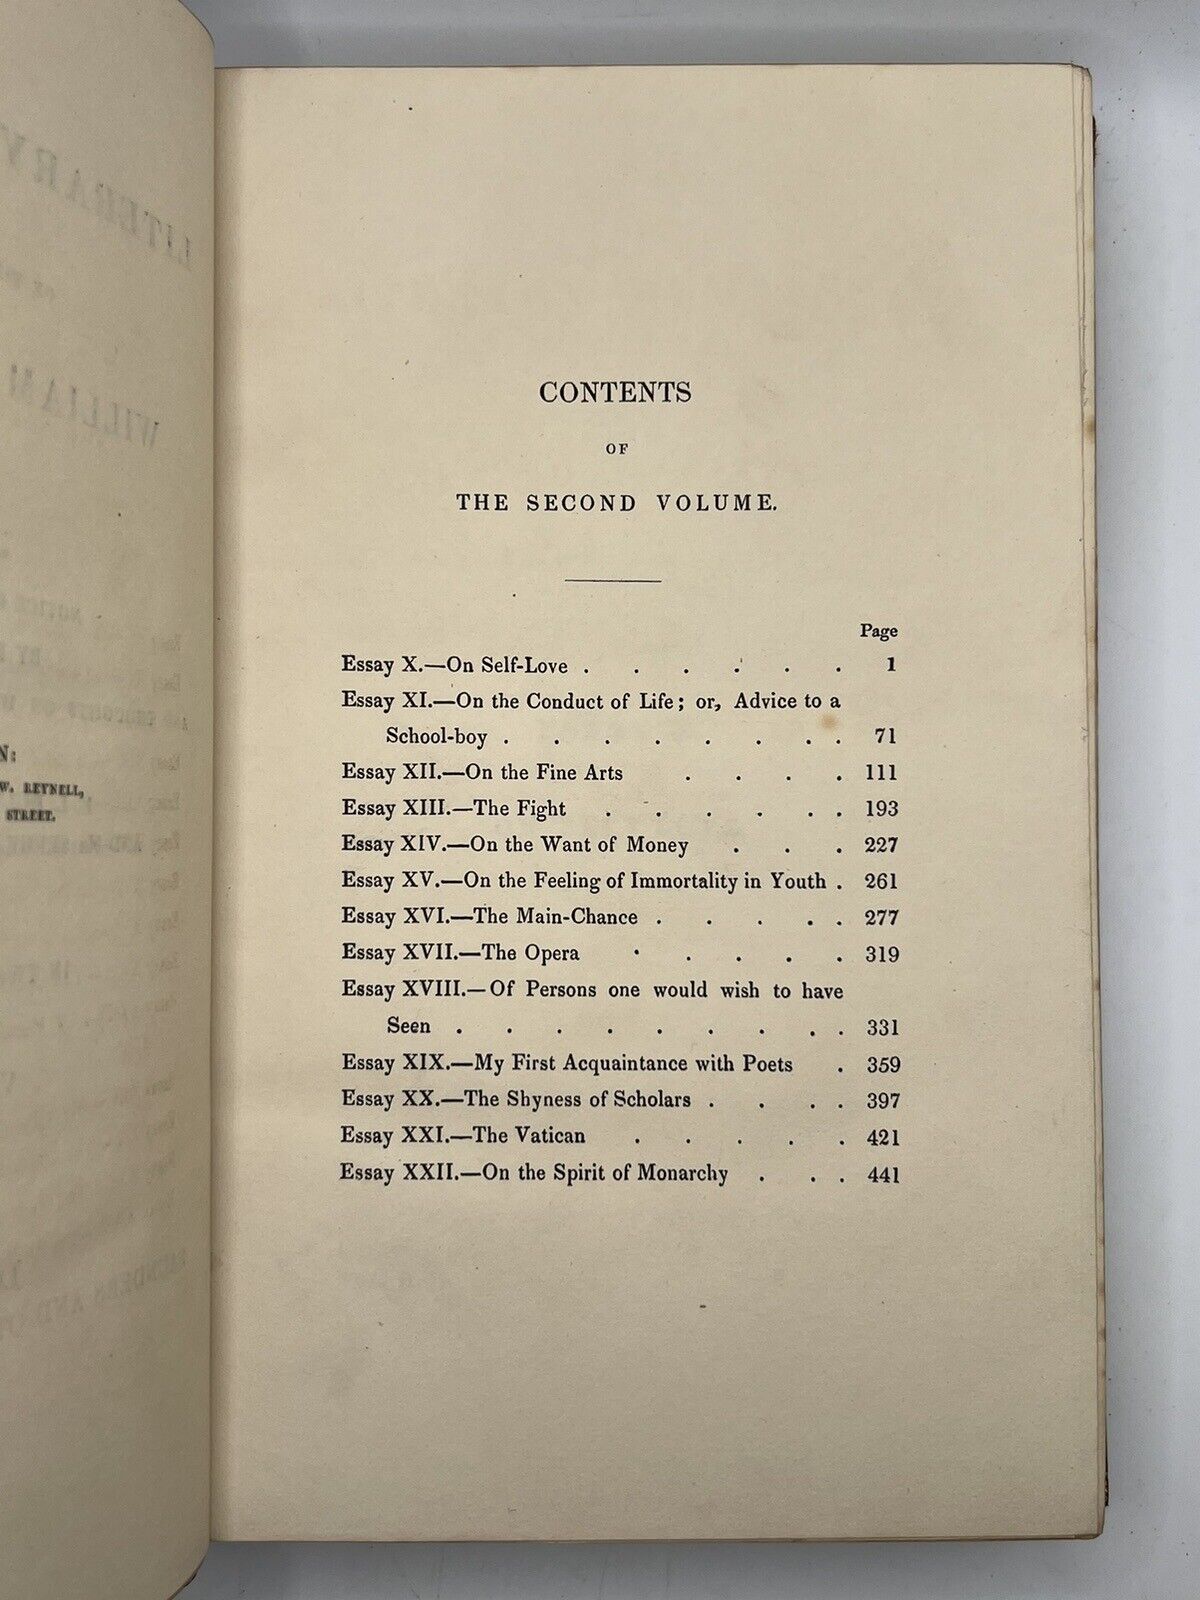 N:
W. REYNELL,
STREET.
CONTENTS
OF
THE SECOND VOLUME.
Page
Essay X.—On Self-Love . . . . . . 1
Essay XI.—On the Conduct of Life; or, Advice to a
School-boy . . . . . . . . 71
Essay XII.—On the Fine Arts . . . . 111
Essay XIII.—The Fight . . . . . . 193
Essay XIV.—On the Want of Money . . . 227
Essay XV.—On the Feeling of Immortality in Youth . 261
Essay XVI.—The Main-Chance . . . . . 277
Essay XVII.—The Opera . . . . . 319
Essay XVIII.—Of Persons one would wish to have
Seen . . . . . . . . . 331
Essay XIX.—My First Acquaintance with Poets . 359
Essay XX.—The Shyness of Scholars . . . . 397
Essay XXI.—The Vatican . . . . . 421
Essay XXII.—On the Spirit of Monarchy . . . 441